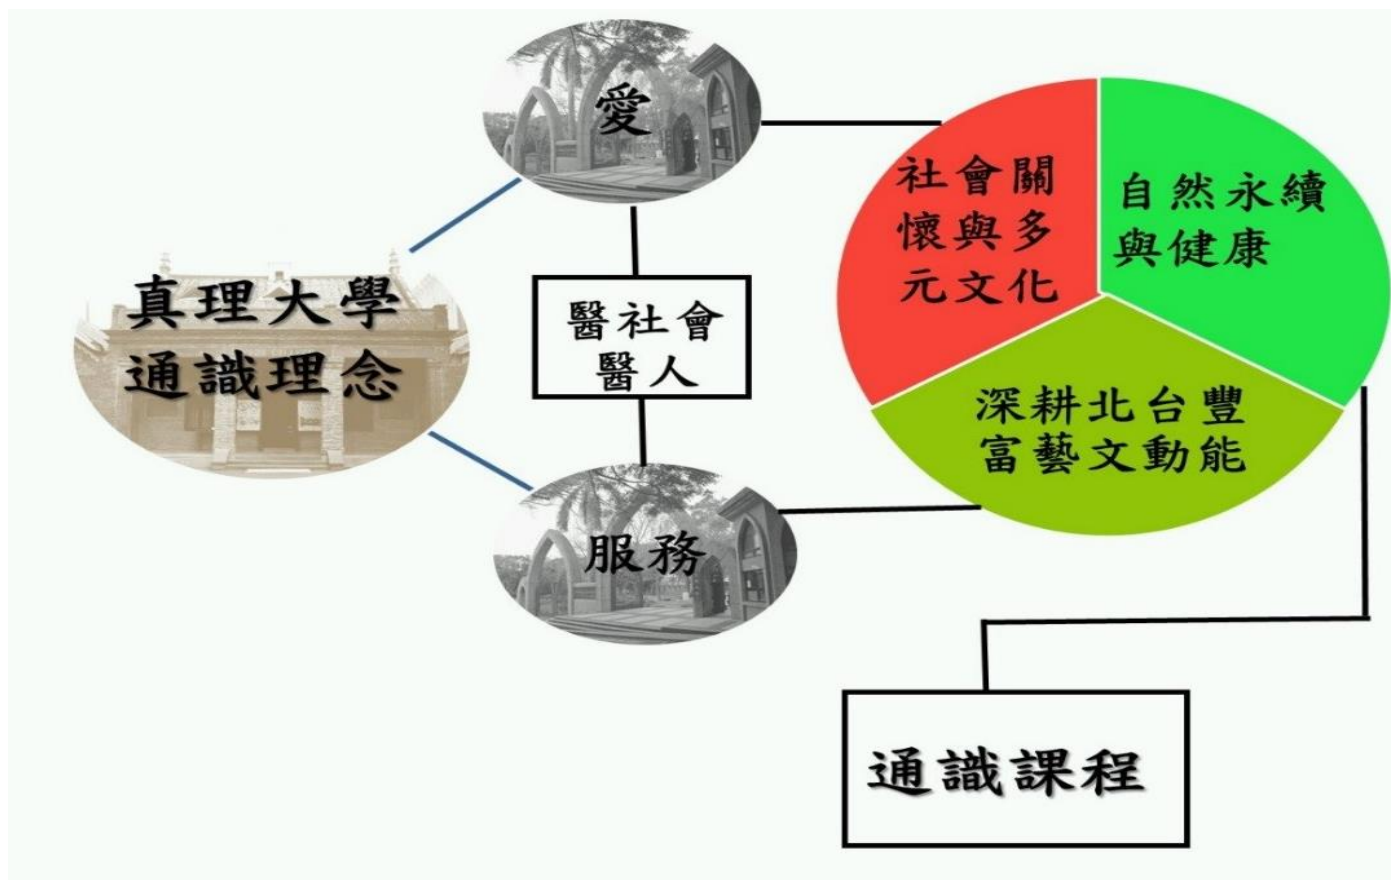 愛
真理大學
通識理念
醫社會
醫人
服務
社會關
懷與多
元文化
自然永續
與健康
深耕北台豐
富藝文動能
通識課程